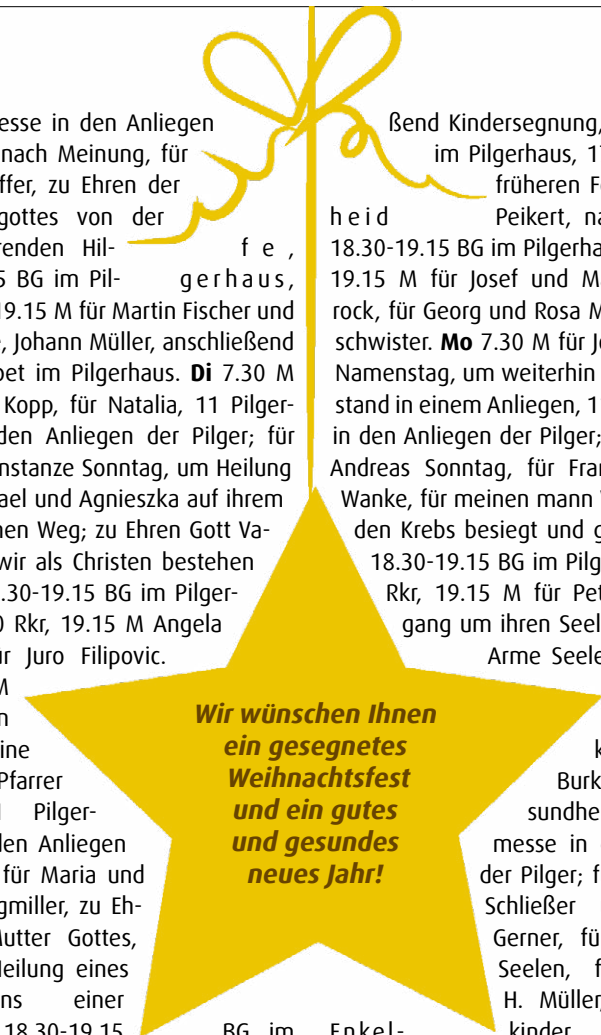 esse in den Anliegen
nach Meinung, für
ffer, zu Ehren der
gottes von der
renden Hilfe,
5 BG im Pilgerhaus,
19.15 M für Martin Fischer und
, Johann Müller, anschließend
bet im Pilgerhaus. Di 7.30 M
Kopp, für Natalia, 11 Pilger-
den Anliegen der Pilger; für
nstanze Sonntag, um Heilung
ael und Agnieszka auf ihrem
nen Weg; zu Ehren Gott Va-
wir als Christen bestehen
.30-19.15 BG im Pilger-
0 Rkr, 19.15 M Angela
ür Juro Filipovic.
M
n
ine
Pfarrer
Pilger-
den Anliegen
für Maria und
gmiller, zu Eh-
Mutter Gottes,
Heilung eines
ns einer
18.30-19.15 BG im Enkel-
ßend Kindersegnung,
im Pilgerhaus, 17
früheren F
heid Peikert, na
18.30-19.15 BG im Pilgerha
19.15 M für Josef und M
rock, für Georg und Rosa M
schwister. Mo 7.30 M für J
Namenstag, um weiterhin
stand in einem Anliegen, 1
in den Anliegen der Pilger;
Andreas Sonntag, für Fran
Wanke, für meinen mann
den Krebs besiegt und g
18.30-19.15 BG im Pilg
Rkr, 19.15 M für Pet
gang um ihren Seel
Arme Seele
k
Burk
sundhe
messe in
der Pilger; f
Schließer
Gerner, fü
Seelen, f
H. Müller,
kinder
Wir wünschen Ihnen
ein gesegnetes
Weihnachtsfest
und ein gutes
und gesundes
neues Jahr!